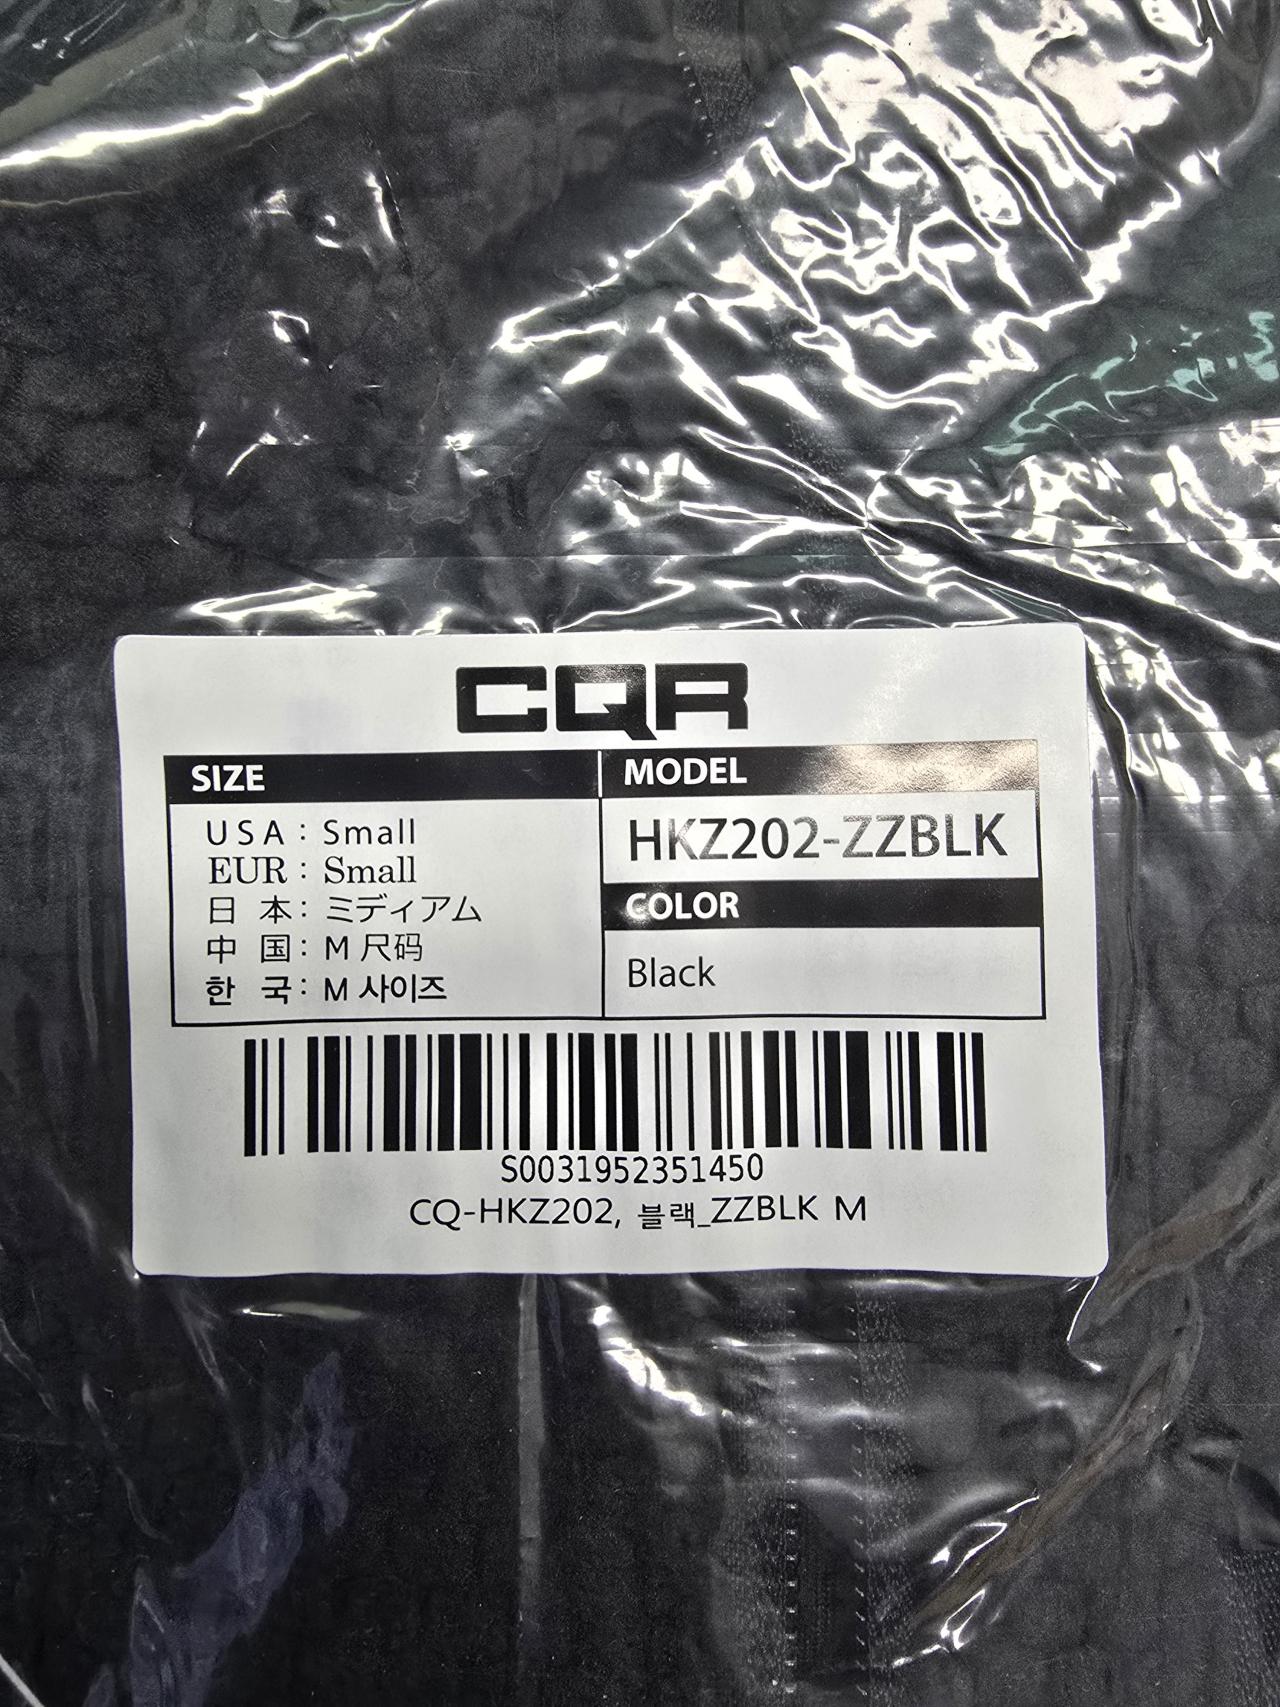 CQR
SIZE
USA : Small
EUR : Small
日 本 : ミディアム
中 国 : M 尺码
한 국 : M 사이즈
MODEL
HKZ202-ZZBLK
COLOR
Black
S0031952351450
CQ-HKZ202, 블랙_ZZBLK M